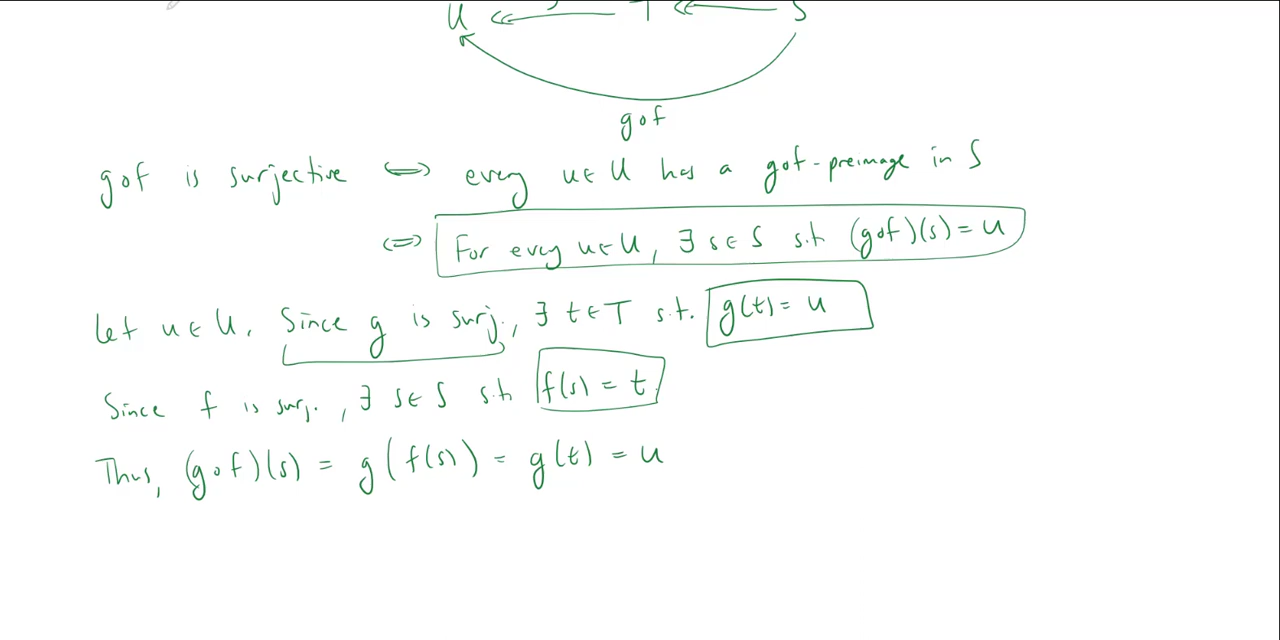 U T S
g∘f
g∘f is surjective ⟺ every u∈U has a g∘f-preimage in S
⟺ For every u∈U, ∃ s∈S s.t. (g∘f)(s) = u
Let u∈U. Since g is surj., ∃ t∈T s.t. g(t) = u
Since f is surj., ∃ s∈S s.t. f(s) = t.
Thus, (g∘f)(s) = g(f(s)) = g(t) = u